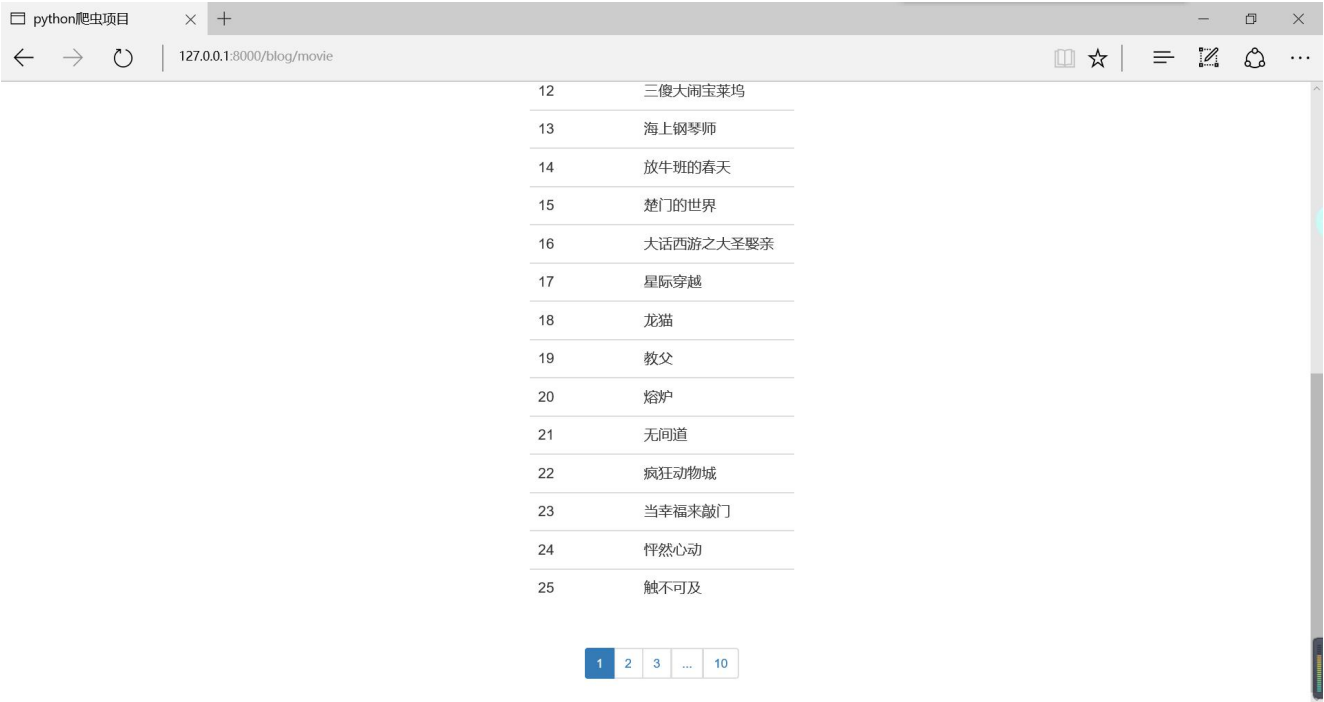 python爬虫项目
127.0.0.1:8000/blog/movie
12 三傻大闹宝莱坞
13 海上钢琴师
14 放牛班的春天
15 楚门的世界
16 大话西游之大圣娶亲
17 星际穿越
18 龙猫
19 教父
20 熔炉
21 无间道
22 疯狂动物城
23 当幸福来敲门
24 怦然心动
25 触不可及
1 2 3 ... 10